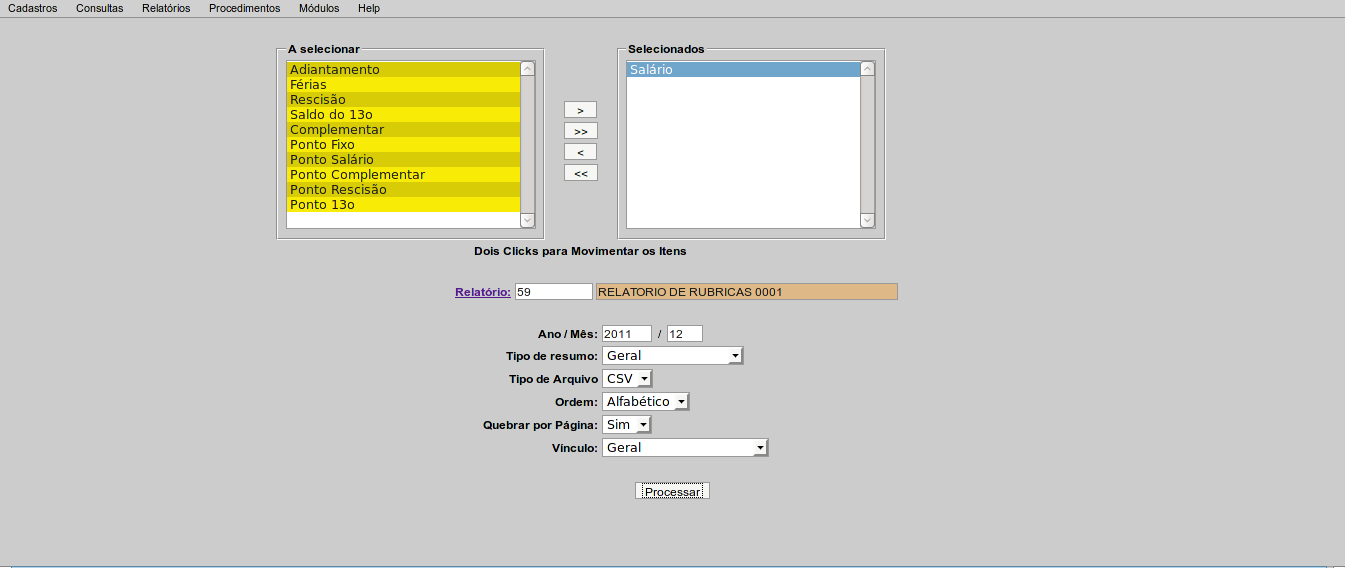 Cadastros Consultas Relatórios Procedimentos Módulos Help
A selecionar
Adiantamento
Férias
Rescisão
Saldo do 13o
Complementar
Ponto Fixo
Ponto Salário
Ponto Complementar
Ponto Rescisão
Ponto 13o
>
>>
<
<<
Selecionados
Salário
Dois Clicks para Movimentar os Itens
Relatório: 59 RELATORIO DE RUBRICAS 0001
Ano / Mês: 2011 / 12
Tipo de resumo: Geral
Tipo de Arquivo CSV
Ordem: Alfabético
Quebrar por Página: Sim
Vínculo: Geral
Processar